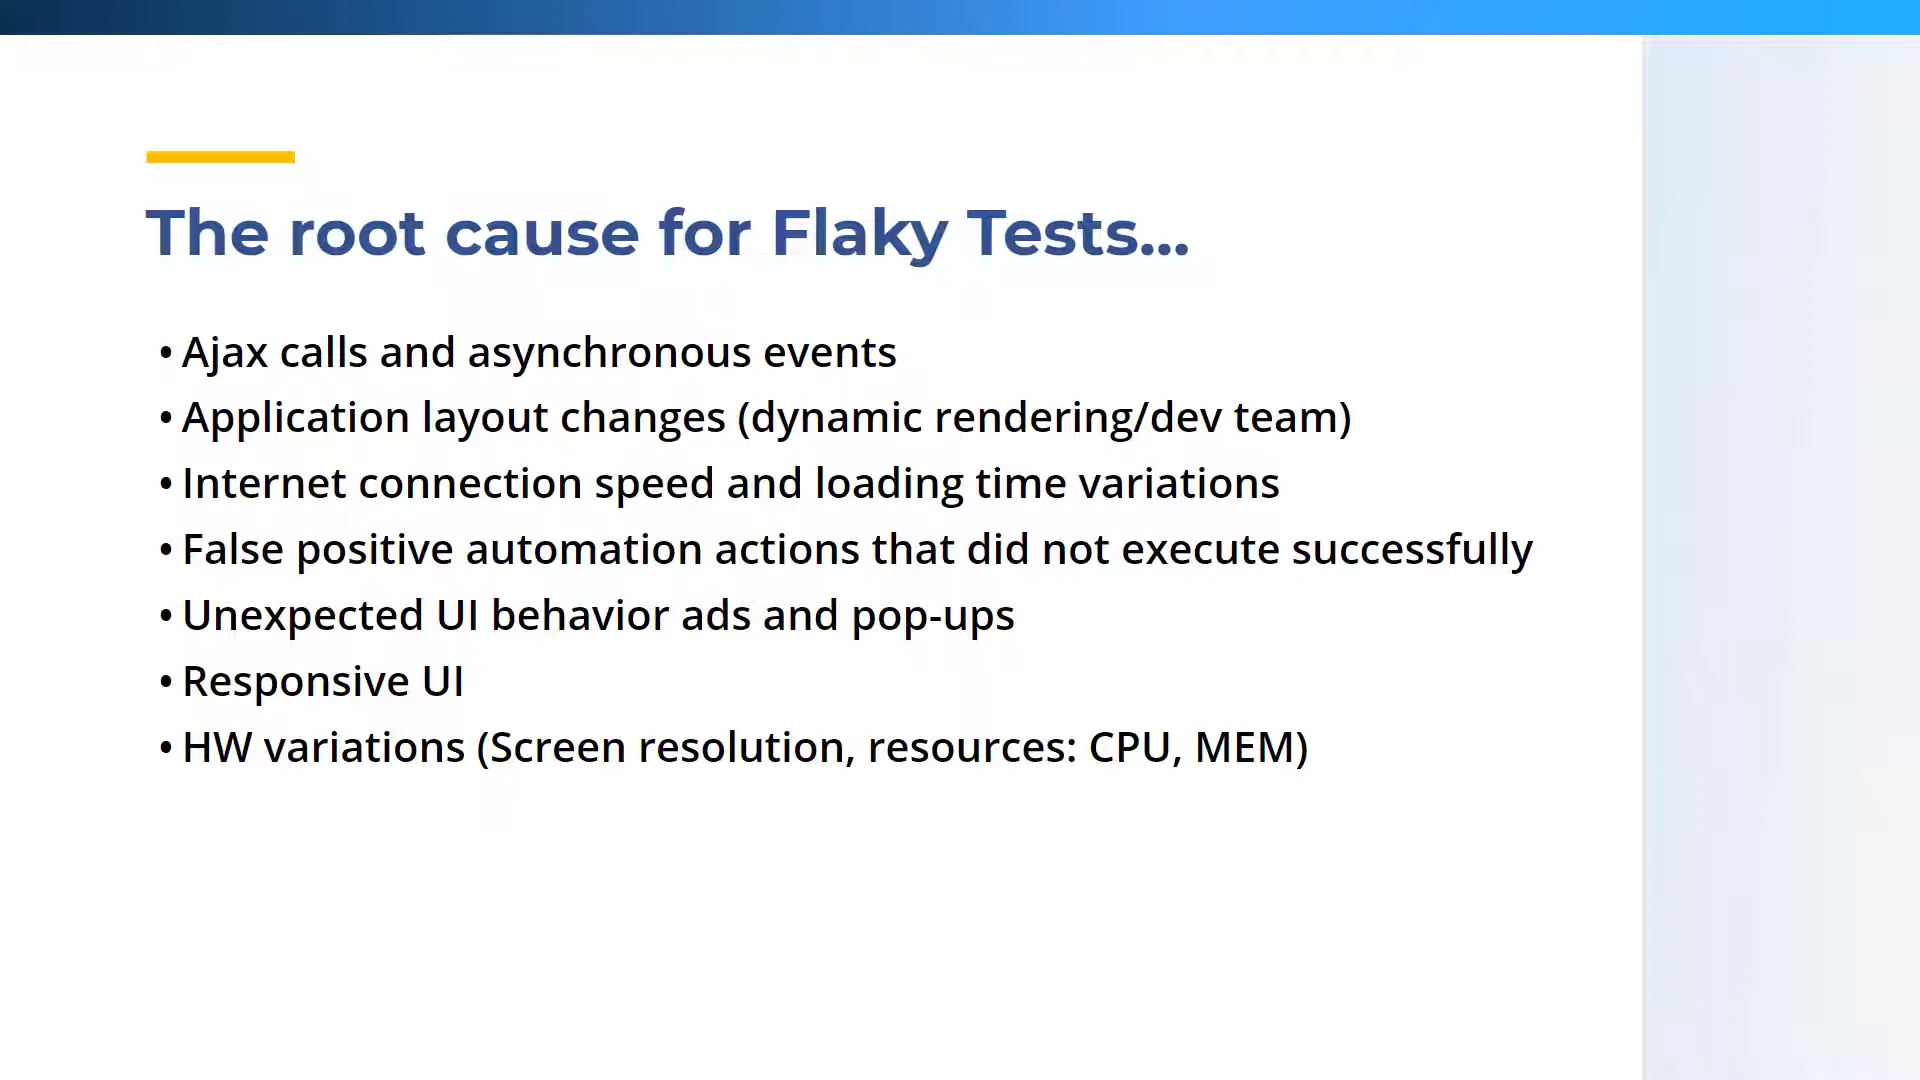 The root cause for Flaky Tests...
• Ajax calls and asynchronous events
• Application layout changes (dynamic rendering/dev team)
• Internet connection speed and loading time variations
• False positive automation actions that did not execute successfully
• Unexpected UI behavior ads and pop-ups
• Responsive UI
• HW variations (Screen resolution, resources: CPU, MEM)